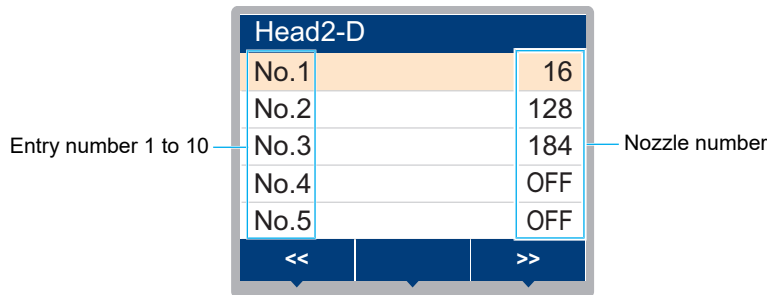 Head2-D
No.1 16
No.2 128
Entry number 1 to 10 No.3 184 Nozzle number
No.4 OFF
No.5 OFF
<< >>